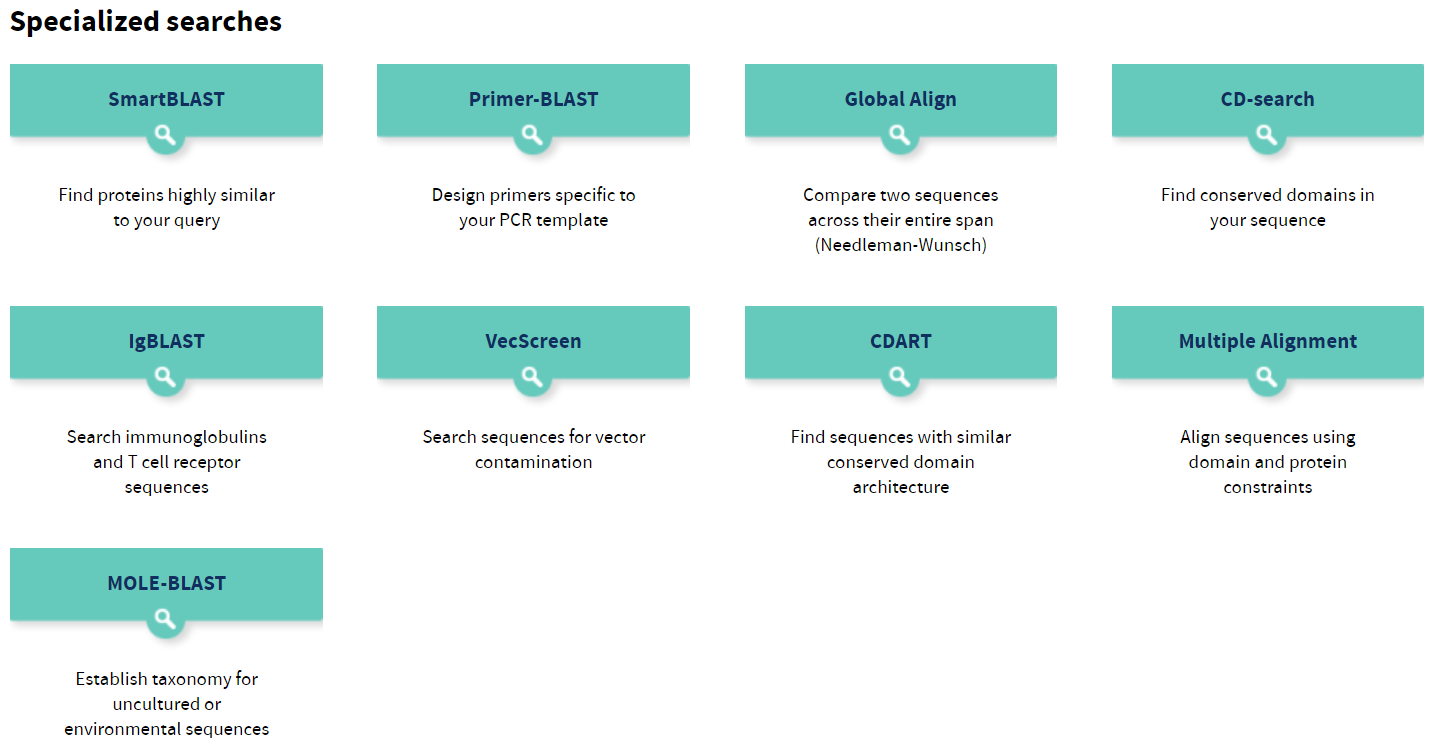 Specialized searches
SmartBLAST
Find proteins highly similar
to your query
Primer-BLAST
Design primers specific to
your PCR template
Global Align
Compare two sequences
across their entire span
(Needleman-Wunsch)
CD-search
Find conserved domains in
your sequence
IgBLAST
Search immunoglobulins
and T cell receptor
sequences
VecScreen
Search sequences for vector
contamination
CDART
Find sequences with similar
conserved domain
architecture
Multiple Alignment
Align sequences using
domain and protein
constraints
MOLE-BLAST
Establish taxonomy for
uncultured or
environmental sequences